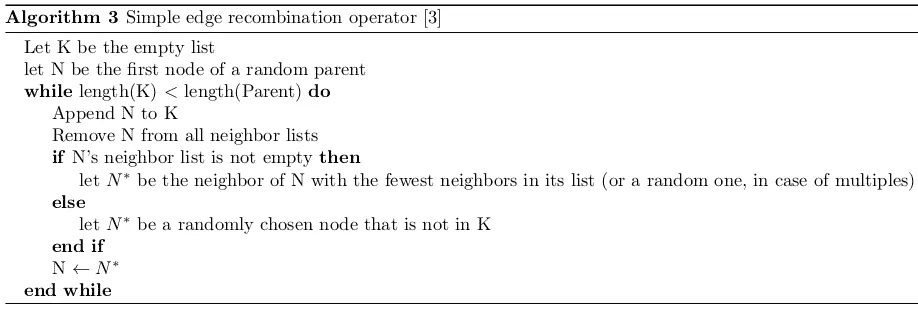 Algorithm 3 Simple edge recombination operator [3]
Let K be the empty list
let N be the first node of a random parent
while length(K) < length(Parent) do
Append N to K
Remove N from all neighbor lists
if N's neighbor list is not empty then
let N* be the neighbor of N with the fewest neighbors in its list (or a random one, in case of multiples)
else
let N* be a randomly chosen node that is not in K
end if
N ← N*
end while